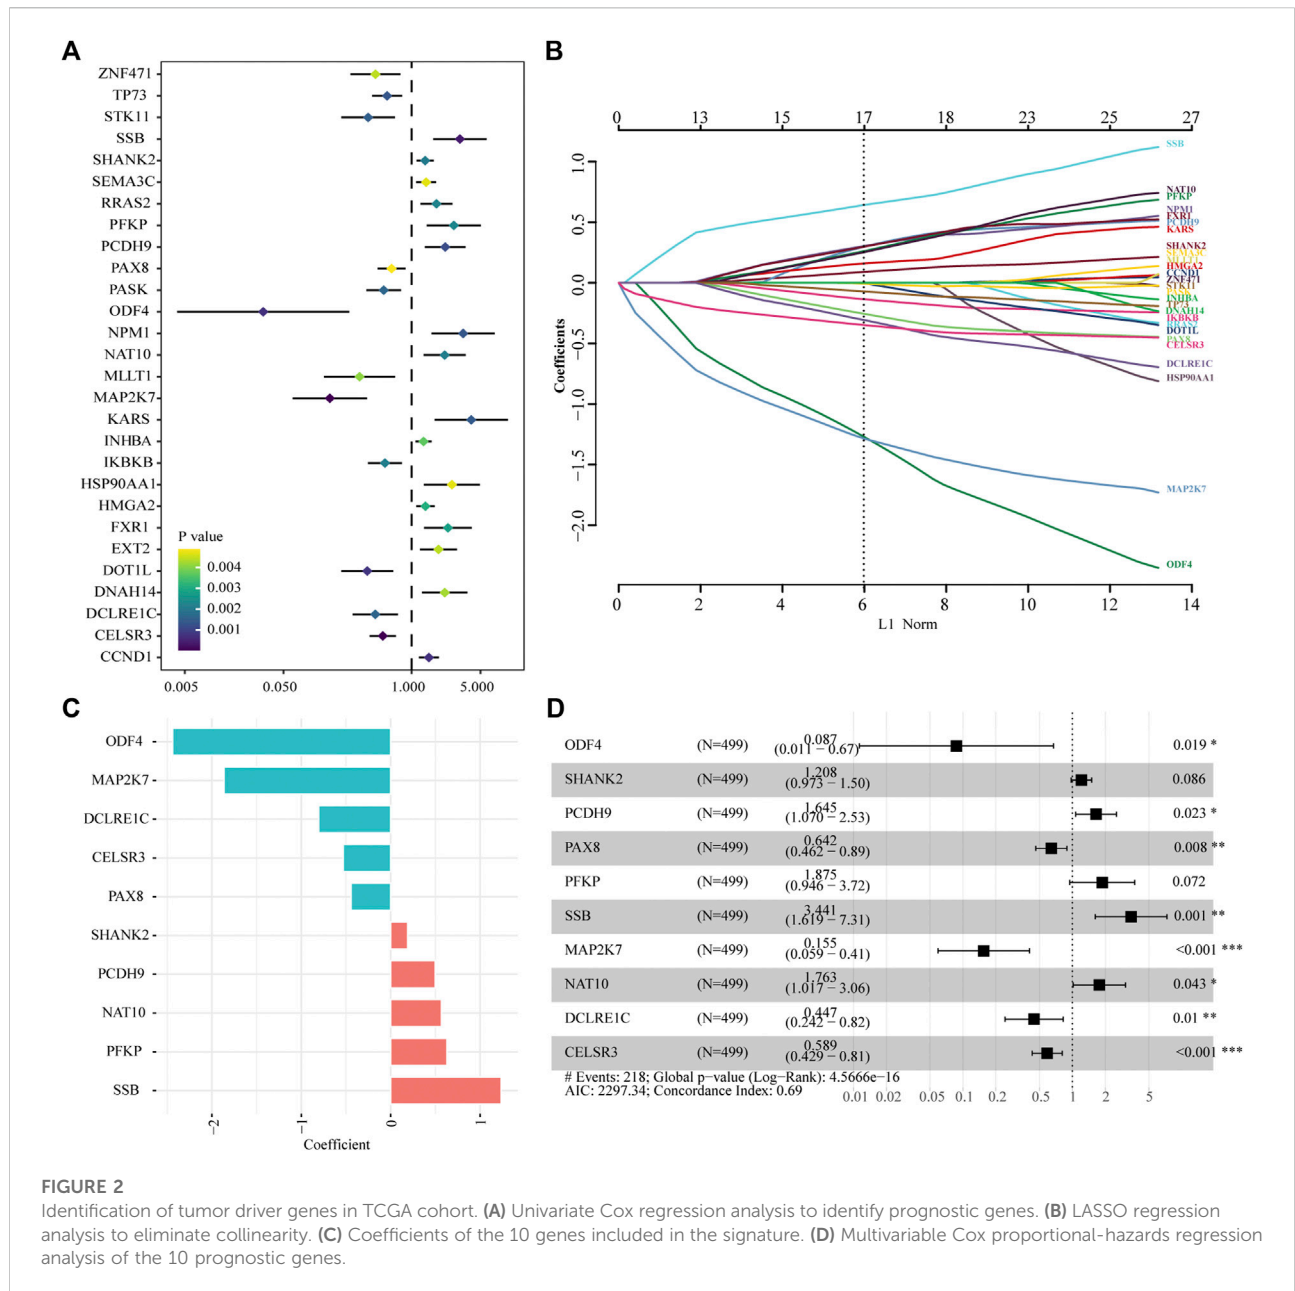 A
ZNF471
TP73
STK11
SSB
SHANK2
SEMA3C
RRAS2
PFKP
PCDH9
PAX8
PASK
ODF4
NPM1
NAT10
MLLT1
MAP2K7
KARS
INHBA
IKBKB
HSP90AA1
HMGA2
FXR1
EXT2
DOT1L
DNAH14
DCLRE1C
CELSR3
CCND1
P value
0.004
0.003
0.002
0.001
0.005 0.050 1.000 5.000
B
0 13 15 17 18 23 25 27
Coefficients
1.0
0.5
0.0
−0.5
−1.0
−1.5
−2.0
SSB
NAT10
PFKP
NPM1
FXR1
PCDH9
KARS
SHANK2
SEMA3C
MLLT1
HMGA2
CCND1
ZNF471
STK11
PASK
INHBA
TP73
DNAH14
IKBKB
RRAS2
DOT1L
PAX8
CELSR3
DCLRE1C
HSP90AA1
MAP2K7
ODF4
0 2 4 6 8 10 12 14
L1 Norm
C
ODF4
MAP2K7
DCLRE1C
CELSR3
PAX8
SHANK2
PCDH9
NAT10
PFKP
SSB
−2 −1 0 1
Coefficient
D
ODF4 (N=499) 0.087 (0.011 − 0.67) 0.019 *
SHANK2 (N=499) 1.208 (0.973 − 1.50) 0.086
PCDH9 (N=499) 1.645 (1.070 − 2.53) 0.023 *
PAX8 (N=499) 0.642 (0.462 − 0.89) 0.008 **
PFKP (N=499) 1.875 (0.946 − 3.72) 0.072
SSB (N=499) 3.441 (1.619 − 7.31) 0.001 **
MAP2K7 (N=499) 0.155 (0.059 − 0.41) <0.001 ***
NAT10 (N=499) 1.763 (1.017 − 3.06) 0.043 *
DCLRE1C (N=499) 0.447 (0.242 − 0.82) 0.01 **
CELSR3 (N=499) 0.589 (0.429 − 0.81) <0.001 ***
# Events: 218; Global p−value (Log−Rank): 4.5666e−16
AIC: 2297.34; Concordance Index: 0.69
0.01 0.02 0.05 0.1 0.2 0.5 1 2 5
FIGURE 2
Identification of tumor driver genes in TCGA cohort. (A) Univariate Cox regression analysis to identify prognostic genes. (B) LASSO regression
analysis to eliminate collinearity. (C) Coefficients of the 10 genes included in the signature. (D) Multivariable Cox proportional-hazards regression
analysis of the 10 prognostic genes.